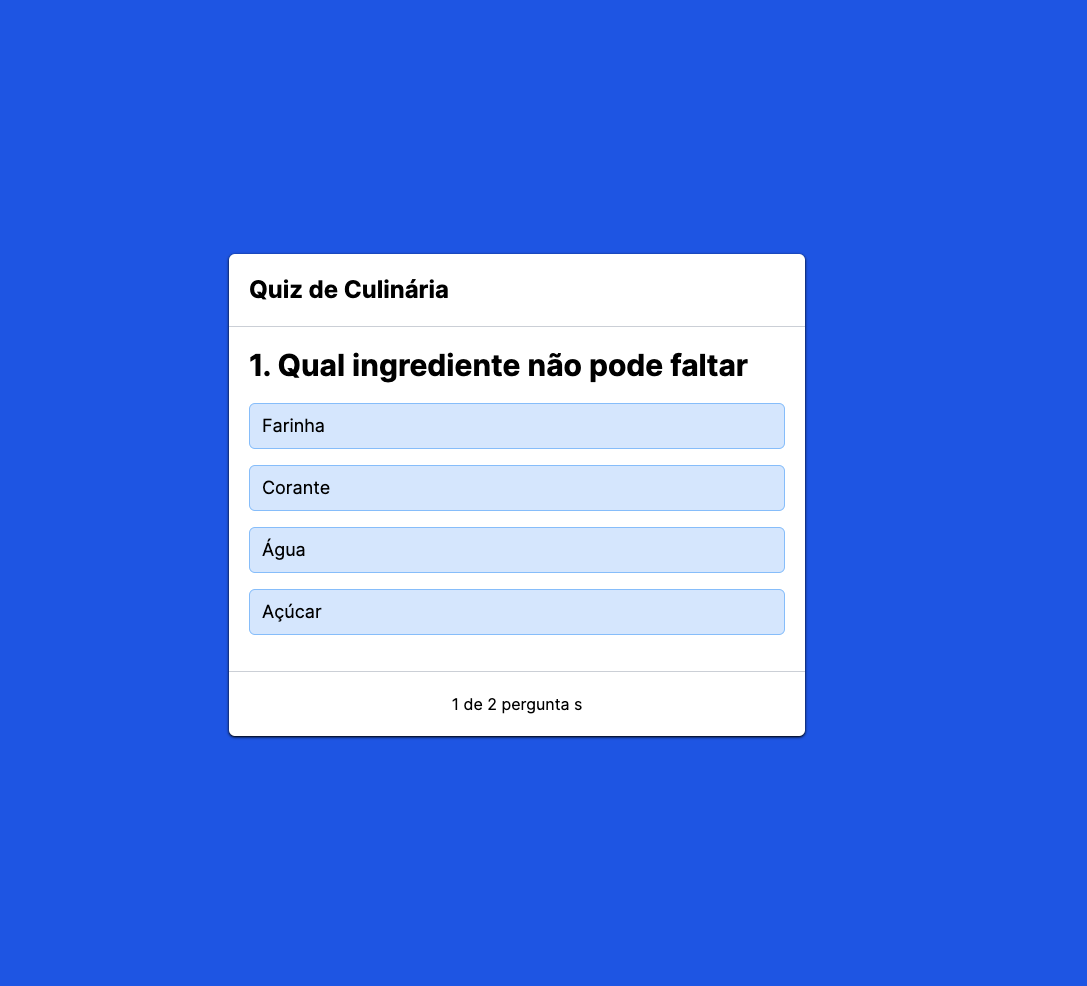 Quiz de Culinária
1. Qual ingrediente não pode faltar
Farinha
Corante
Água
Açúcar
1 de 2 pergunta s